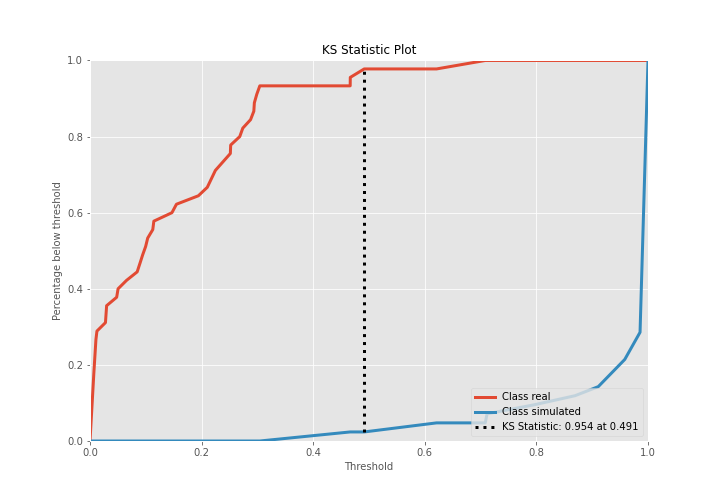 KS Statistic Plot
1.0
0.8
0.6
0.4
0.2
0.0
Percentage below threshold
0.0 0.2 0.4 0.6 0.8 1.0
Threshold
Class real
Class simulated
KS Statistic: 0.954 at 0.491